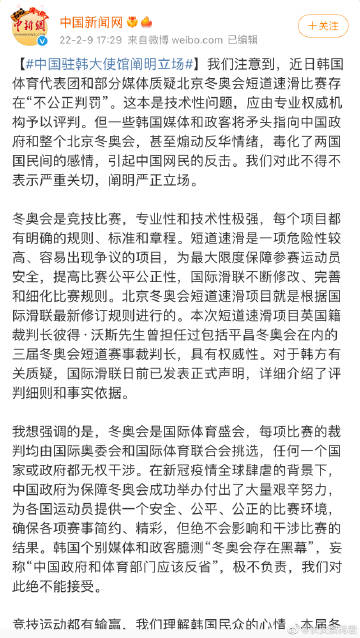 中新網
中国新闻网
+关注
22-2-9 17:29 来自微博 weibo.com 已编辑
【#中国驻韩大使馆阐明立场#】我们注意到，近日韩国
体育代表团和部分媒体质疑北京冬奥会短道速滑比赛存
在“不公正判罚”。这本是技术性问题，应由专业权威机
构予以评判。但一些韩国媒体和政客将矛头指向中国政
府和整个北京冬奥会，甚至煽动反华情绪，毒化了两国
国民间的感情，引起中国网民的反击。我们对此不得不
表示严重关切，阐明严正立场。
冬奥会是竞技比赛，专业性和技术性极强，每个项目都
有明确的规则、标准和章程。短道速滑是一项危险性较
高、容易出现争议的项目，为最大限度保障参赛运动员
安全，提高比赛公平公正性，国际滑联不断修改、完善
和细化比赛规则。北京冬奥会短道速滑项目就是根据国
际滑联最新修订规则进行的。本次短道速滑项目英国籍
裁判长彼得·沃斯先生曾担任过包括平昌冬奥会在内的
三届冬奥会短道赛事裁判长，具有权威性。对于韩方有
关质疑，国际滑联日前已发表正式声明，详细介绍了评
判细则和事实依据。
我想强调的是，冬奥会是国际体育盛会，每项比赛的裁
判均由国际奥委会和国际体育联合会挑选，任何一个国
家或政府都无权干涉。在新冠疫情全球肆虐的背景下，
中国政府为保障冬奥会成功举办付出了大量艰辛努力，
为各国运动员提供一个安全、公平、公正的比赛环境，
确保各项赛事简约、精彩，但绝不会影响和干涉比赛的
结果。韩国个别媒体和政客臆测“冬奥会存在黑幕”，妄
称“中国政府和体育部门应该反省”，极不负责，我们对
此绝不能接受。
竞技运动都有输赢，我们理解韩国民众的心情。本届冬